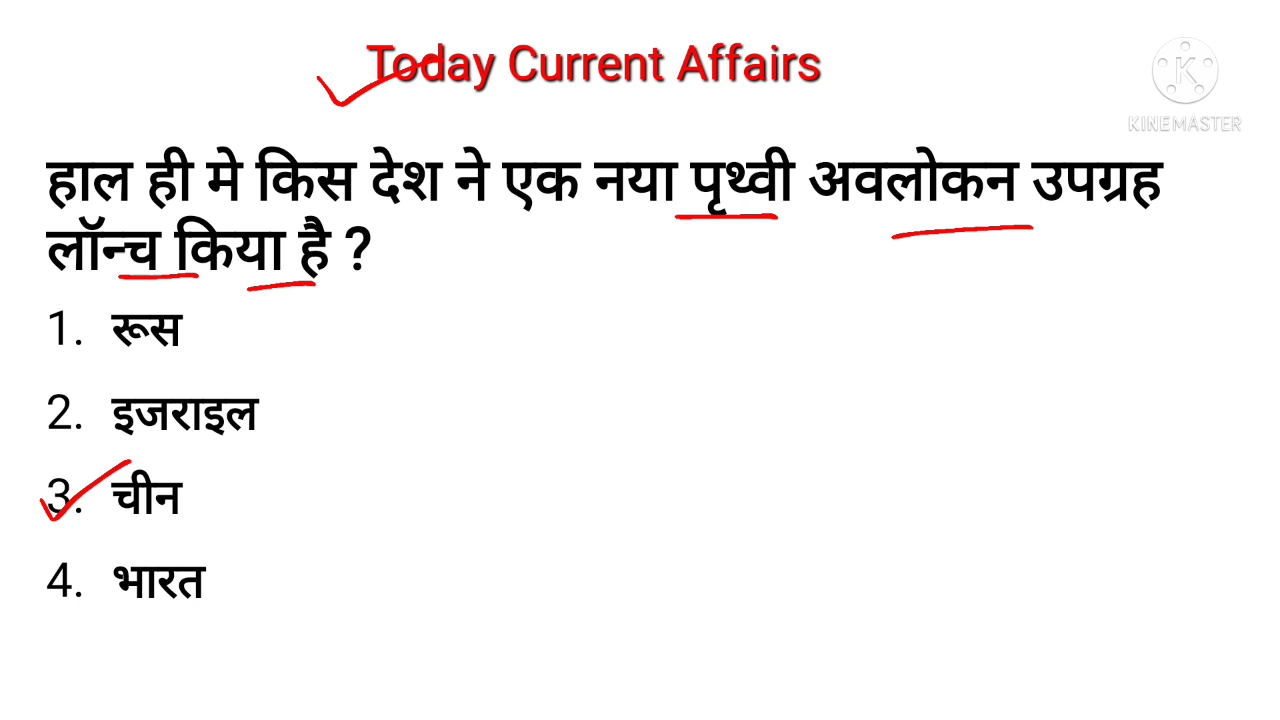 Today Current Affairs
KINEMASTER
हाल ही मे किस देश ने एक नया पृथ्वी अवलोकन उपग्रह
लॉन्च किया है ?
1. रूस
2. इजराइल
3. चीन
4. भारत